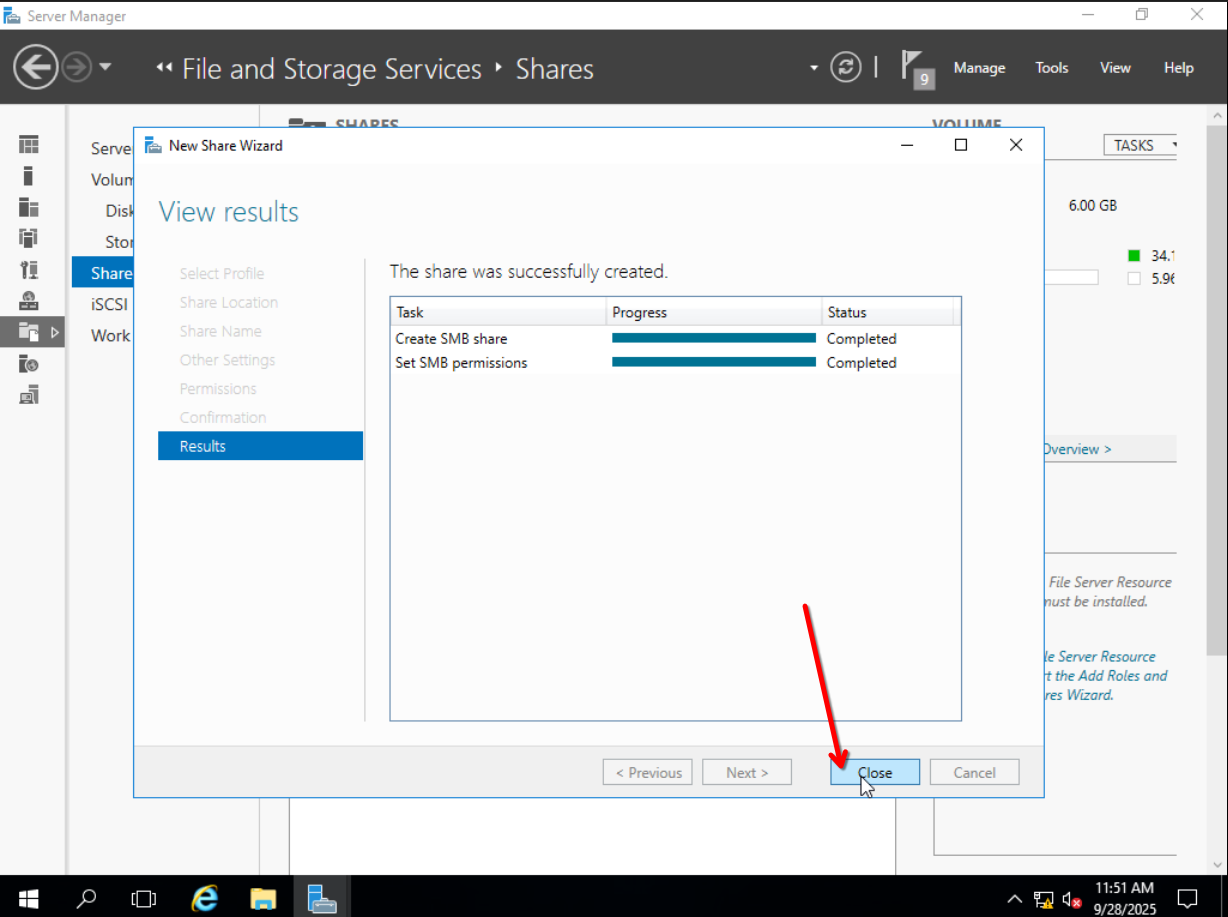 Server Manager
File and Storage Services
Shares
9
Manage
Tools
View
Help
SHARES
VOLUME
TASKS
6.00 GB
34.1
5.96
Overview >
File Server Resource
must be installed.
le Server Resource
rt the Add Roles and
res Wizard.
Serve
Volum
Disk
Stor
Share
iSCSI
Work
New Share Wizard
View results
Select Profile
Share Location
Share Name
Other Settings
Permissions
Confirmation
Results
The share was successfully created.
Task Progress Status
Create SMB share Completed
Set SMB permissions Completed
< Previous
Next >
Close
Cancel
11:51 AM
9/28/2025